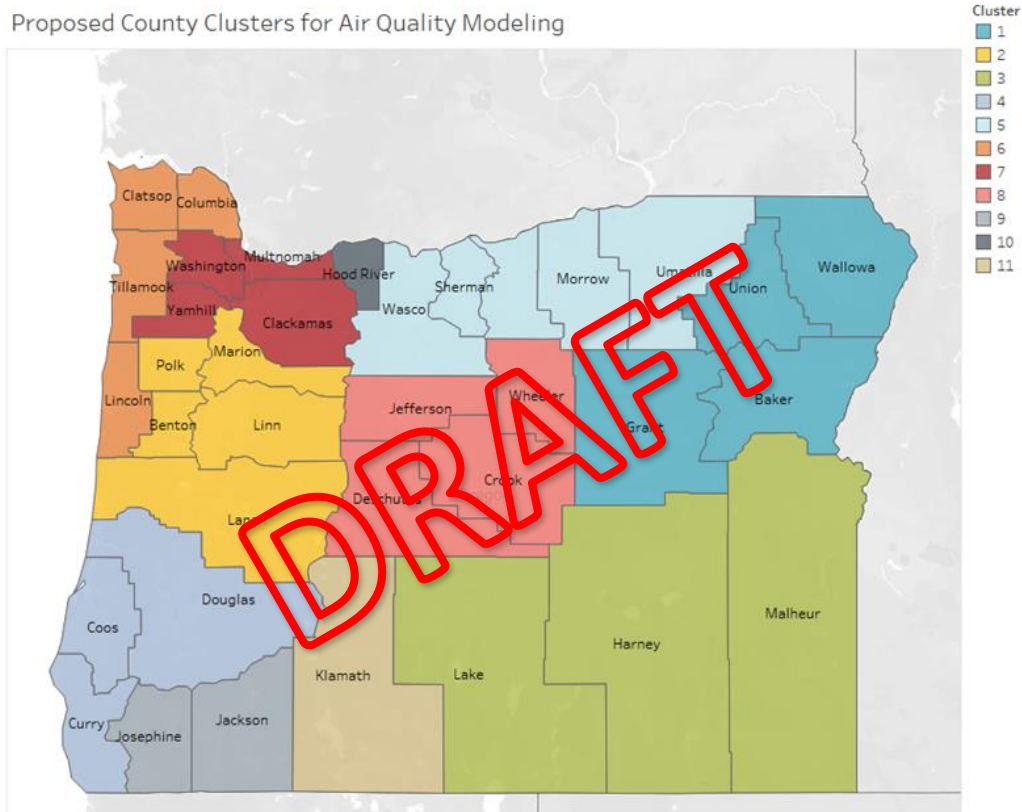 Proposed County Clusters for Air Quality Modeling
Cluster
1
2
3
4
5
6
7
8
9
10
11
Clatsop
Columbia
Washington
Multnomah
Hood River
Tillamook
Yamhill
Clackamas
Wasco
Sherman
Morrow
Umatilla
Union
Wallowa
Polk
Marion
Lincoln
Benton
Linn
Jefferson
Wheeler
Grant
Baker
Deschutes
Crook
Oregon
Lane
Douglas
Coos
Curry
Josephine
Jackson
Klamath
Lake
Harney
Malheur
DRAFT